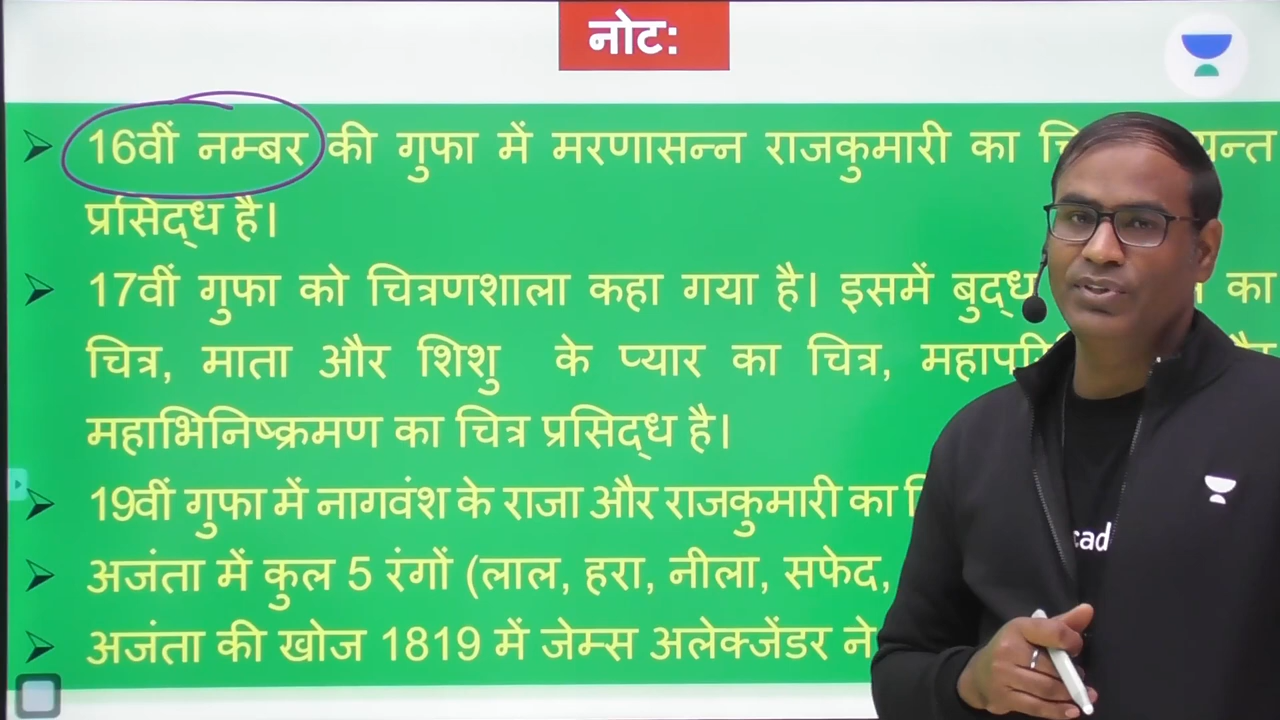 नोट:
16वीं नम्बर की गुफा में मरणासन्न राजकुमारी का
प्रसिद्ध है।
17वीं गुफा को चित्रणशाला कहा गया है। इसमें बुद्ध का
चित्र, माता और शिशु के प्यार का चित्र,
महाभिनिष्क्रमण का चित्र प्रसिद्ध है।
19वीं गुफा में नागवंश के राजा और राजकुमारी का
अजंता में कुल 5 रंगों (लाल, हरा, नीला, सफेद,
अजंता की खोज 1819 में जेम्स अलेक्जेंडर ने